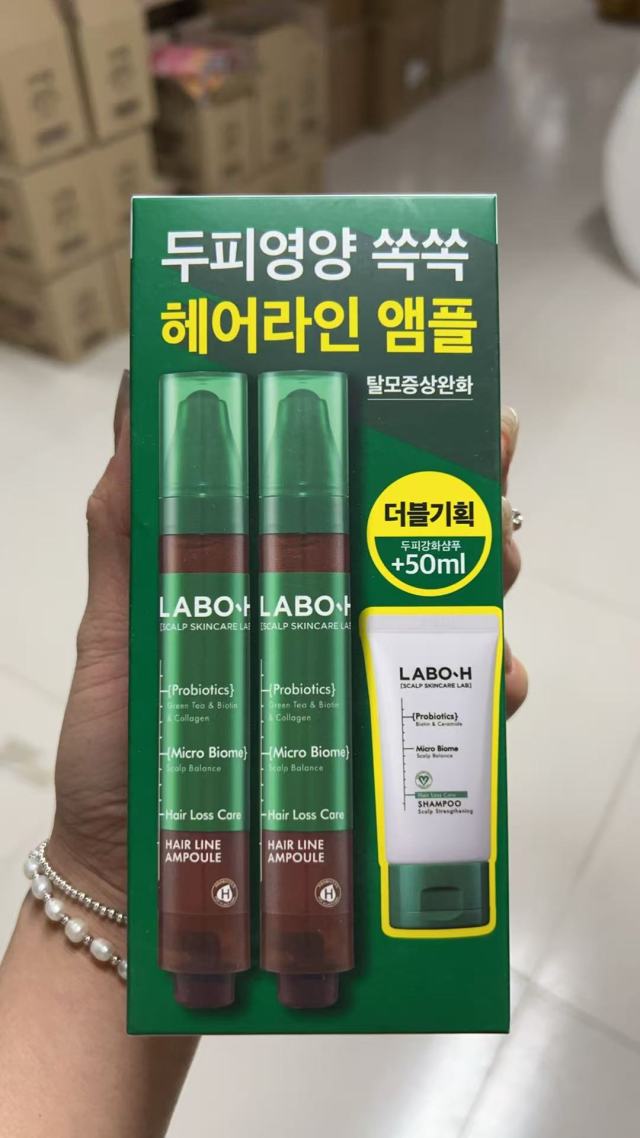 두피영양 쏙쏙
헤어라인 앰플
탈모증상완화
더블기획
두피강화샴푸
+50ml
LABO-H
[SCALP SKINCARE LA
{Probiotics}
Green Tea & Biotin
& Collagen
{Micro Biome}
Scalp Balance
Hair Loss Care
HAIR LINE
AMPOULE
H
LABO-H
[SCALP SKINCARE LA
{Probiotics}
Green Tea & Biotin
& Collagen
{Micro Biome}
Scalp Balance
Hair Loss Care
HAIR LINE
AMPOULE
H
LABO-H
[SCALP SKINCARE LAB]
{Probiotics}
Biotin & Ceramide
Micro Biome
Scalp Balance
Hair Loss Care
SHAMPOO
Scalp Strengthening